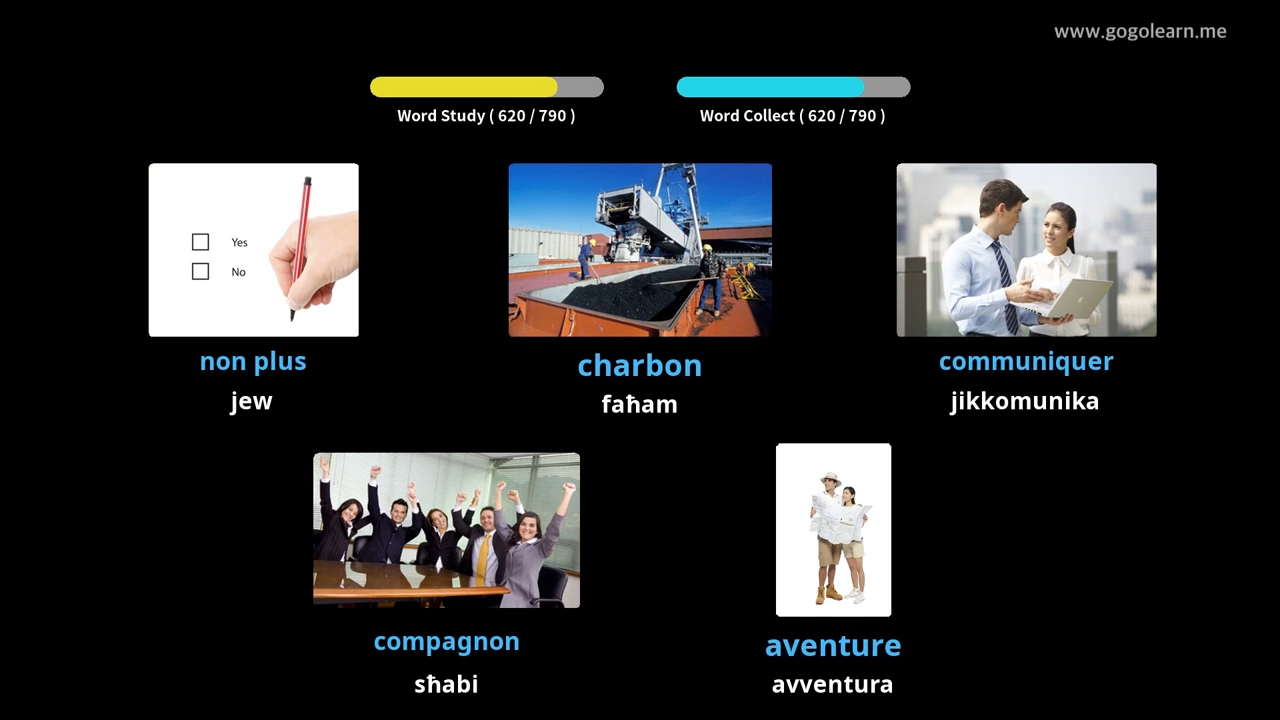 www.gogolearn.me
Word Study ( 620 / 790 )
Word Collect ( 620 / 790 )
Yes
No
non plus
jew
charbon
faħam
communiquer
jikkomunika
compagnon
sħabi
aventure
avventura